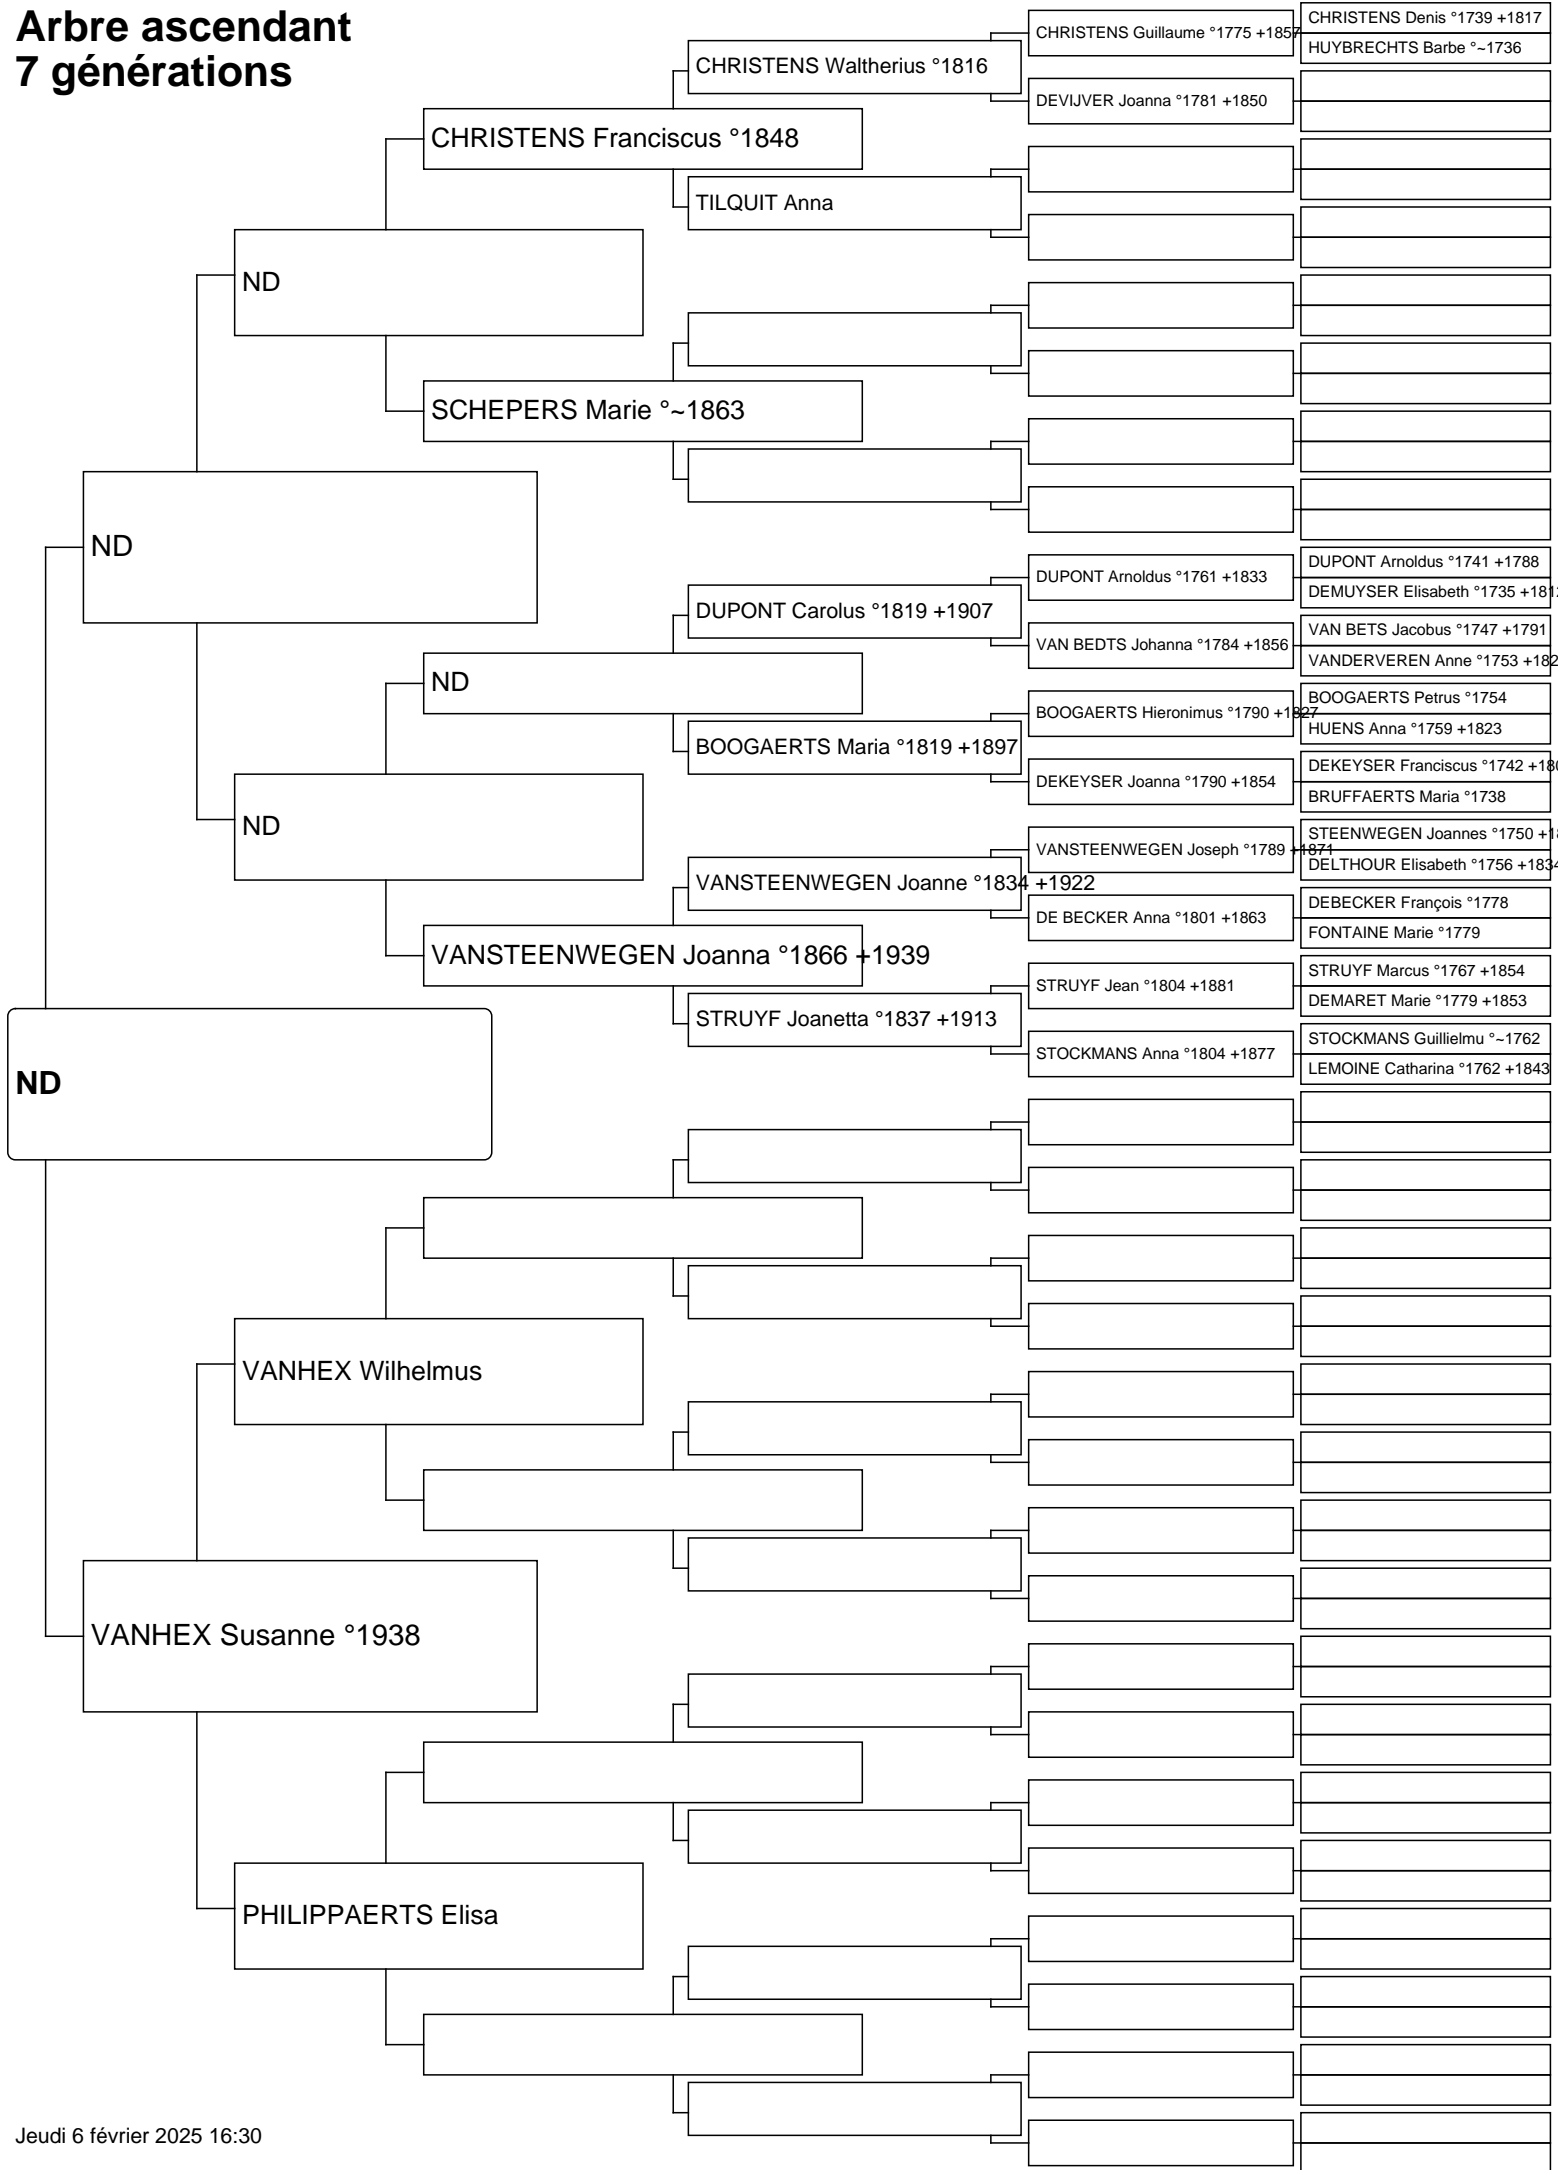 Arbre ascendant
7 générations
CHRISTENS Denis °1739 +1817
CHRISTENS Guillaume °1775 +1857
HUYBRECHTS Barbe °~1736
CHRISTENS Waltherius °1816
DEVIJVER Joanna °1781 +1850
CHRISTENS Franciscus °1848
TILQUIT Anna
ND
SCHEPERS Marie °~1863
ND
DUPONT Arnoldus °1741 +1788
DUPONT Arnoldus °1761 +1833
DEMUYSER Elisabeth °1735 +1812
DUPONT Carolus °1819 +1907
VAN BETS Jacobus °1747 +1791
VAN BEDTS Johanna °1784 +1856
VANDERVEREN Anne °1753 +182
ND
BOOGAERTS Petrus °1754
BOOGAERTS Hieronimus °1790 +1827
HUENS Anna °1759 +1823
BOOGAERTS Maria °1819 +1897
DEKEYSER Franciscus °1742 +180
DEKEYSER Joanna °1790 +1854
BRUFFAERTS Maria °1738
ND
STEENWEGEN Joannes °1750 +18
VANSTEENWEGEN Joseph °1789 +1871
DELTHOUR Elisabeth °1756 +1834
VANSTEENWEGEN Joanne °1834 +1922
DEBECKER François °1778
DE BECKER Anna °1801 +1863
FONTAINE Marie °1779
VANSTEENWEGEN Joanna °1866 +1939
STRUYF Marcus °1767 +1854
STRUYF Jean °1804 +1881
DEMARET Marie °1779 +1853
STRUYF Joanetta °1837 +1913
STOCKMANS Guillielmu °~1762
STOCKMANS Anna °1804 +1877
LEMOINE Catharina °1762 +1843
ND
VANHEX Wilhelmus
VANHEX Susanne °1938
PHILIPPAERTS Elisa
Jeudi 6 février 2025 16:30